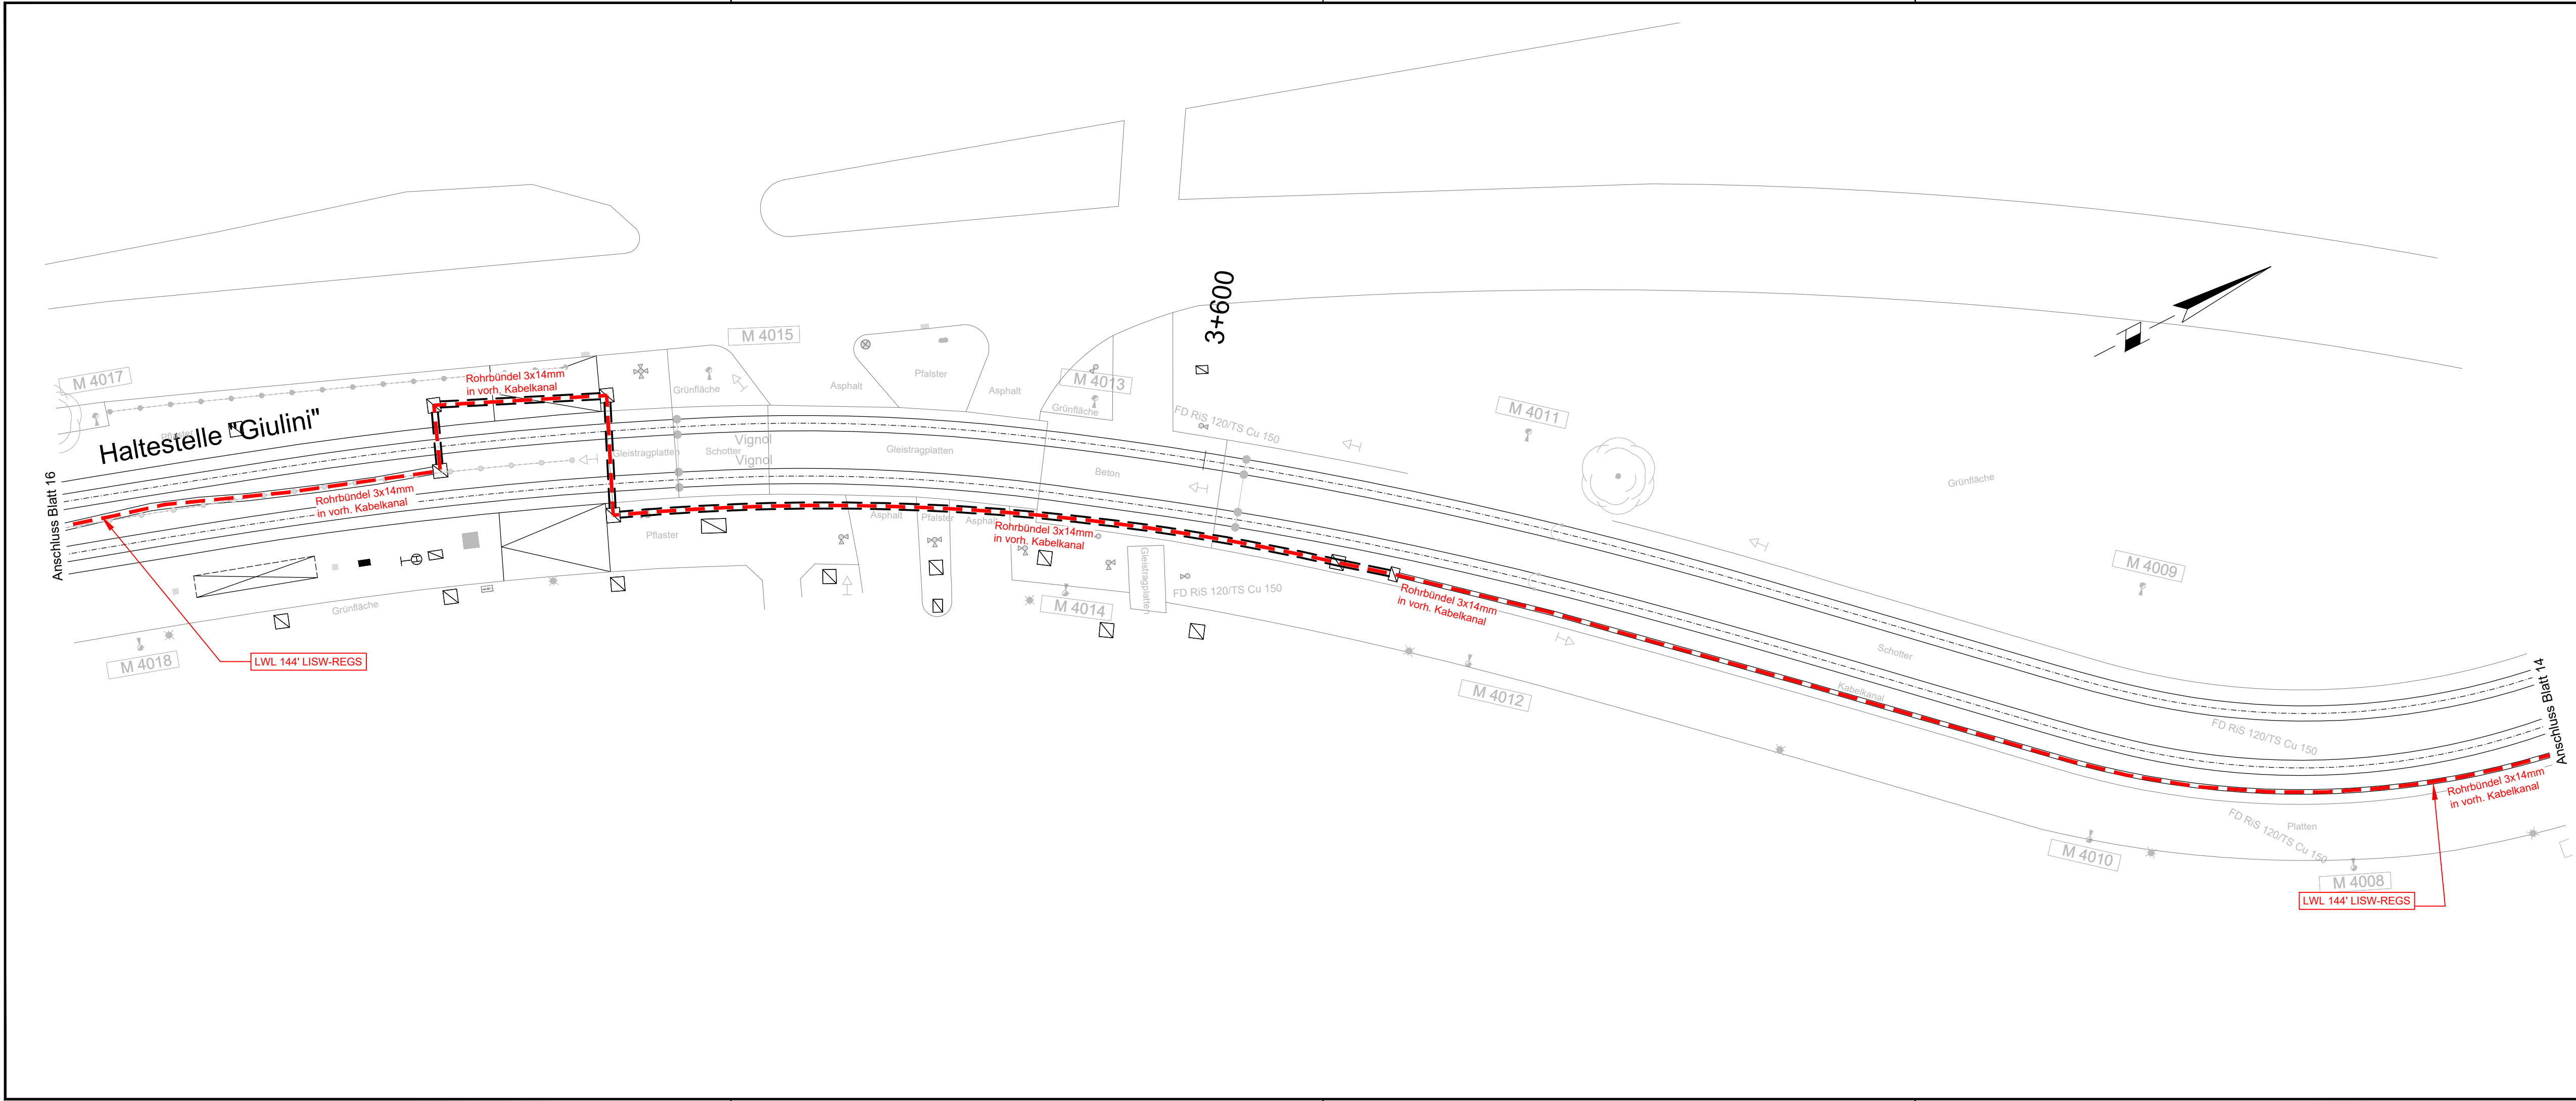 3+600
M 4015
M 4017
Rohrbündel 3x14mm
in vorh. Kabelkanal
Grünfläche
Asphalt
Pfalster
Asphalt
M 4013
Grünfläche
FD RiS 120/TS Cu 150
M 4011
Haltestelle "Giulini"
Pflaster
Vignol
Vignol
Gleistragplatten
Schotter
Gleistragplatten
Beton
Grünfläche
Anschluss Blatt 16
Rohrbündel 3x14mm
in vorh. Kabelkanal
Pflaster
Asphalt
Pfalster
Asphalt
Rohrbündel 3x14mm
in vorh. Kabelkanal
Gleistragplatten
FD RiS 120/TS Cu 150
M 4014
M 4009
Rohrbündel 3x14mm
in vorh. Kabelkanal
Grünfläche
M 4018
LWL 144' LISW-REGS
M 4012
Schotter
Kabelkanal
FD RiS 120/TS Cu 150
Anschluss Blatt 14
Rohrbündel 3x14mm
in vorh. Kabelkanal
Platten
FD RiS 120/TS Cu 150
M 4010
M 4008
LWL 144' LISW-REGS